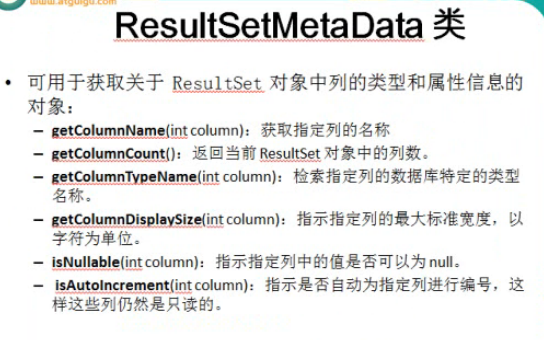 www.atguigu.com
ResultSetMetaData 类
• 可用于获取关于 ResultSet 对象中列的类型和属性信息的
对象：
– getColumnName(int column)：获取指定列的名称
– getColumnCount()：返回当前 ResultSet 对象中的列数。
– getColumnTypeName(int column)：检索指定列的数据库特定的类型
名称。
– getColumnDisplaySize(int column)：指示指定列的最大标准宽度，以
字符为单位。
– isNullable(int column)：指示指定列中的值是否可以为 null。
– isAutoIncrement(int column)：指示是否自动为指定列进行编号，这
样这些列仍然是只读的。